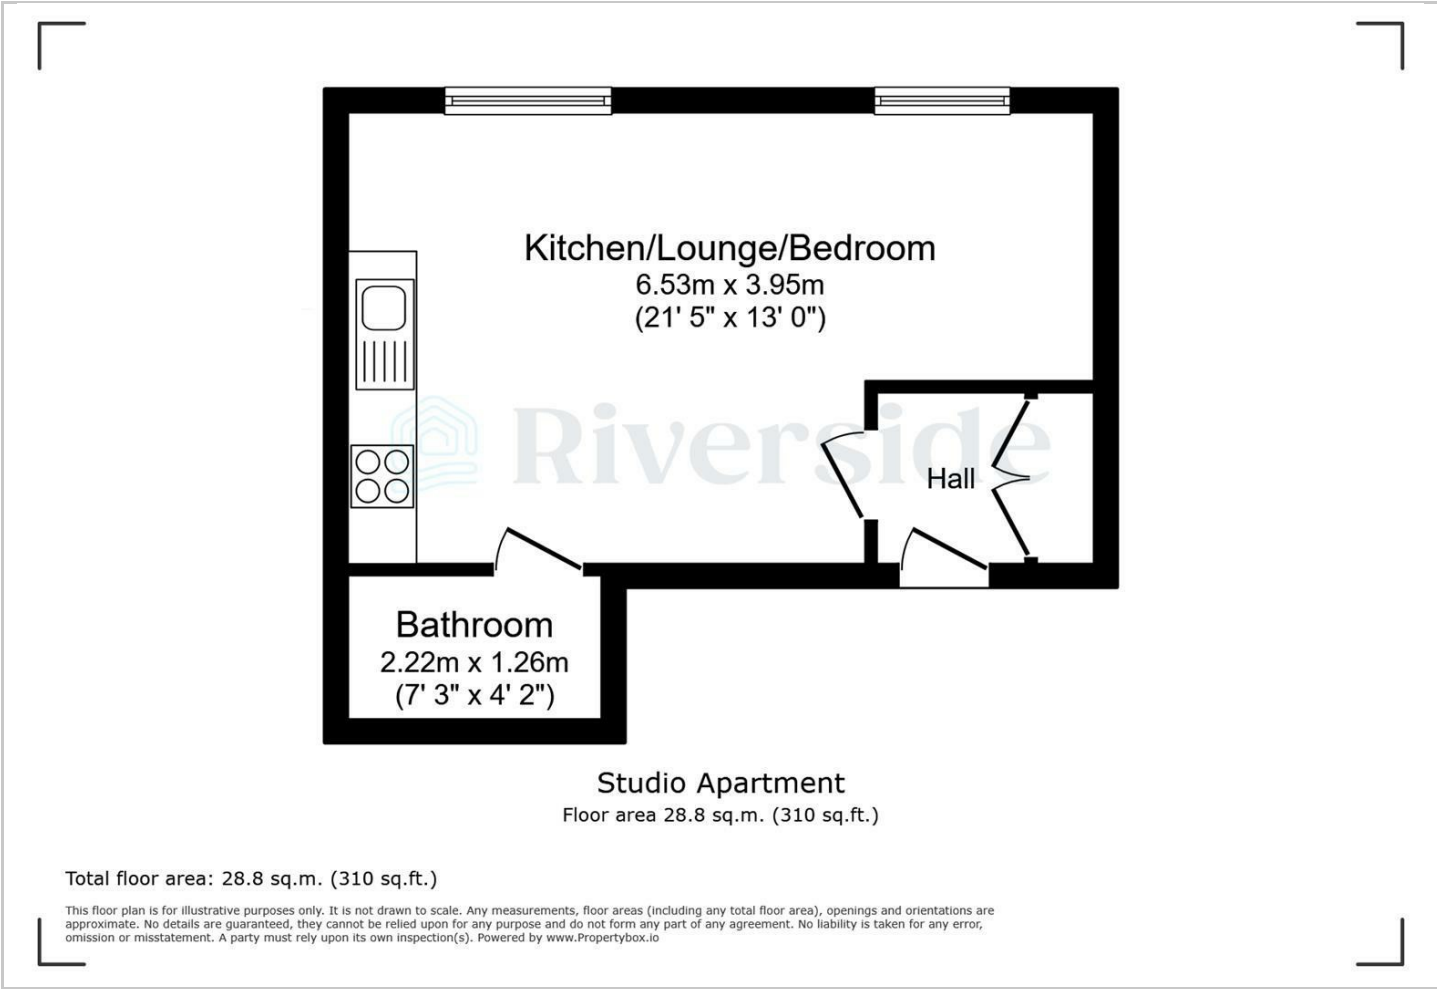 Kitchen/Lounge/Bedroom
6.53m x 3.95m
(21' 5" x 13' 0")
Riverside
Hall
Bathroom
2.22m x 1.26m
(7' 3" x 4' 2")
Studio Apartment
Floor area 28.8 sq.m. (310 sq.ft.)
Total floor area: 28.8 sq.m. (310 sq.ft.)
This floor plan is for illustrative purposes only. It is not drawn to scale. Any measurements, floor areas (including any total floor area), openings and orientations are
approximate. No details are guaranteed, they cannot be relied upon for any purpose and do not form any part of any agreement. No liability is taken for any error,
omission or misstatement. A party must rely upon its own inspection(s). Powered by www.Propertybox.io